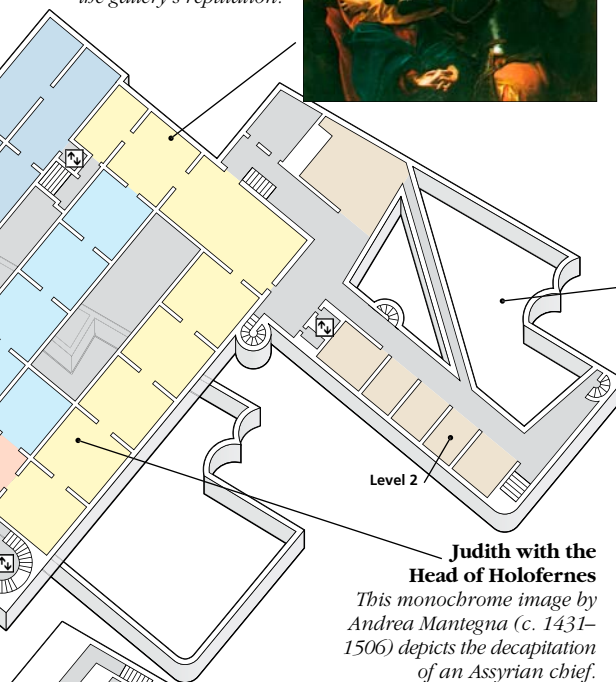 the gallery's reputation.
Level 2
Judith with the
Head of Holofernes
This monochrome image by
Andrea Mantegna (c. 1431–
1506) depicts the decapitation
of an Assyrian chief.